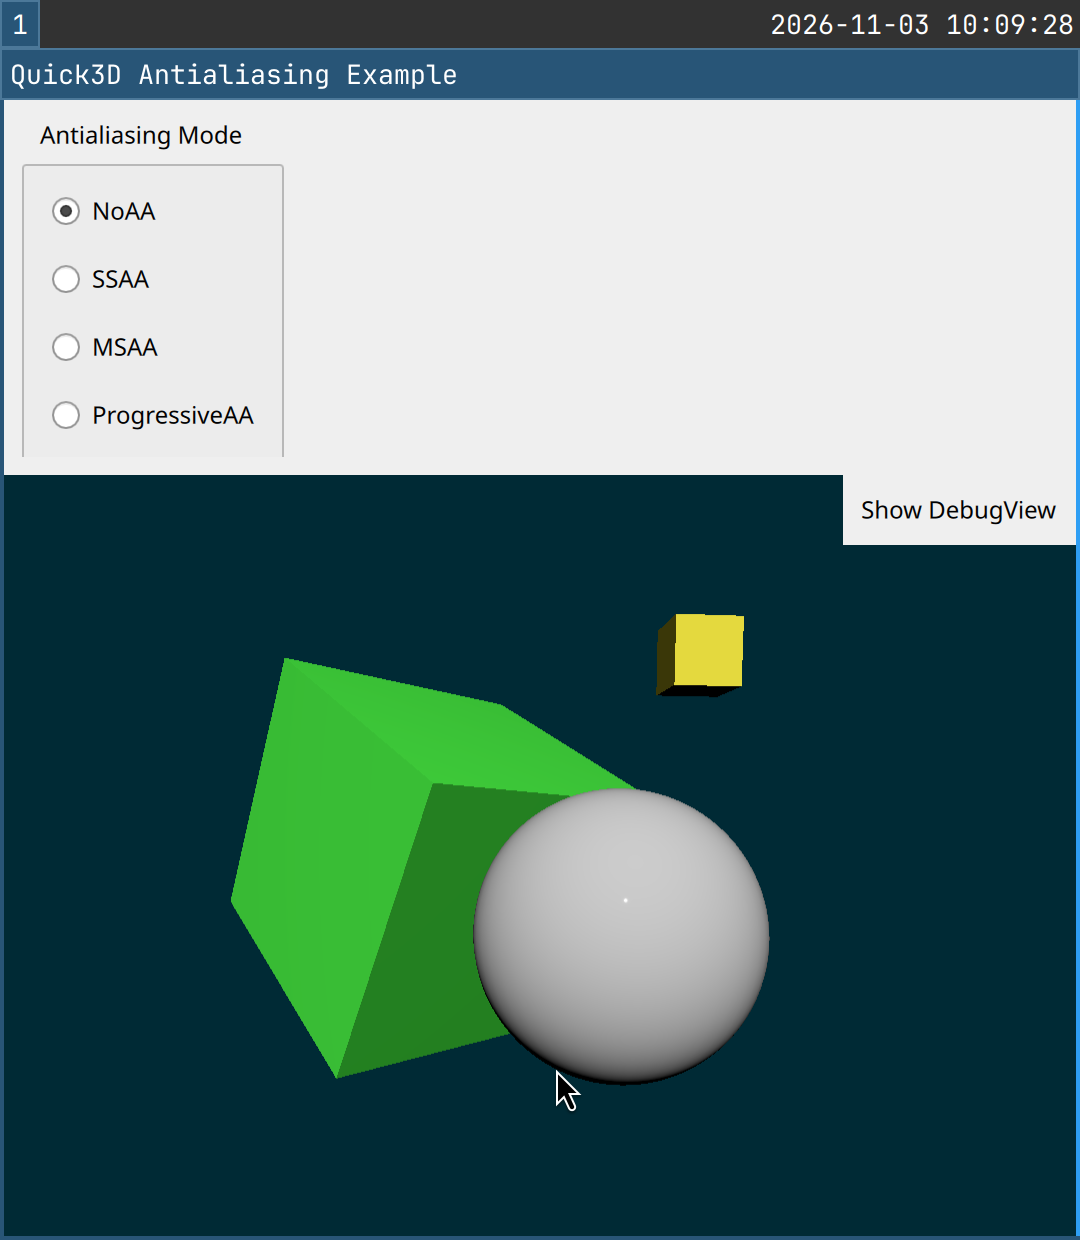 1 2026-11-03 10:09:28
Quick3D Antialiasing Example
Antialiasing Mode
NoAA
SSAA
MSAA
ProgressiveAA
Show DebugView